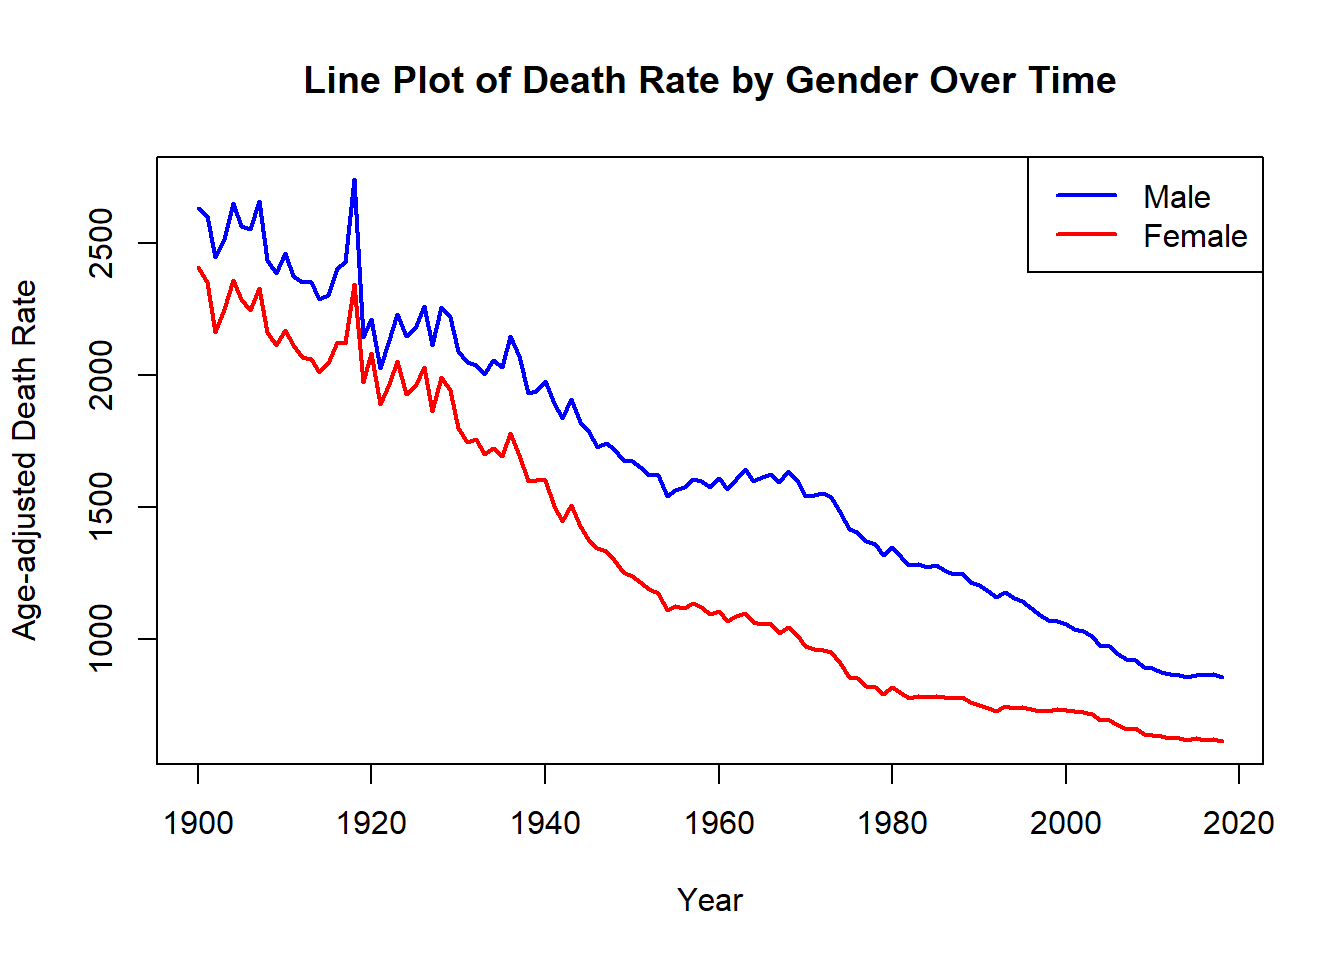 Line Plot of Death Rate by Gender Over Time
Male
Female
Age-adjusted Death Rate
2500
2000
1500
1000
1900 1920 1940 1960 1980 2000 2020
Year